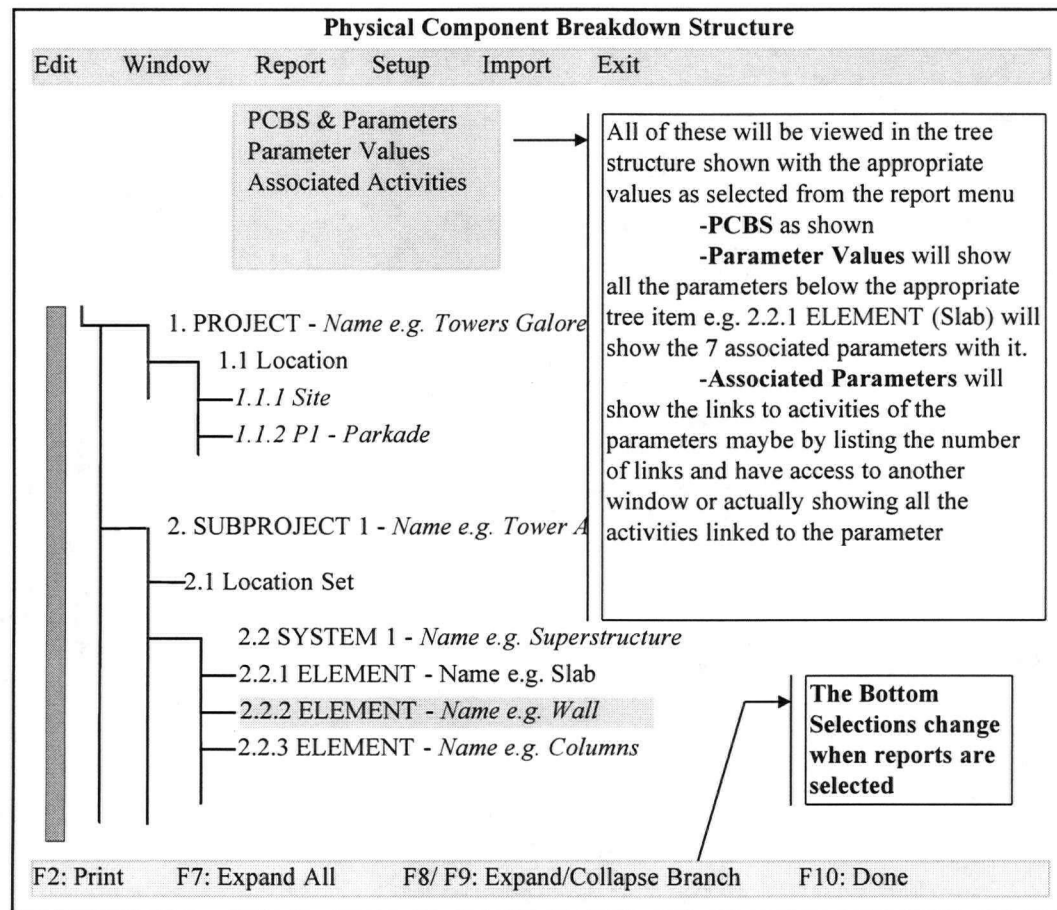 Physical Component Breakdown Structure
Edit Window Report Setup Import Exit
PCBS & Parameters
Parameter Values
Associated Activities
All of these will be viewed in the tree
structure shown with the appropriate
values as selected from the report menu
-PCBS as shown
-Parameter Values will show
all the parameters below the appropriate
tree item e.g. 2.2.1 ELEMENT (Slab) will
show the 7 associated parameters with it.
-Associated Parameters will
show the links to activities of the
parameters maybe by listing the number
of links and have access to another
window or actually showing all the
activities linked to the parameter
1. PROJECT - Name e.g. Towers Galore
1.1 Location
1.1.1 Site
1.1.2 P1 - Parkade
2. SUBPROJECT 1 - Name e.g. Tower A
2.1 Location Set
2.2 SYSTEM 1 - Name e.g. Superstructure
2.2.1 ELEMENT - Name e.g. Slab
2.2.2 ELEMENT - Name e.g. Wall
2.2.3 ELEMENT - Name e.g. Columns
The Bottom
Selections change
when reports are
selected
F2: Print F7: Expand All F8/ F9: Expand/Collapse Branch F10: Done